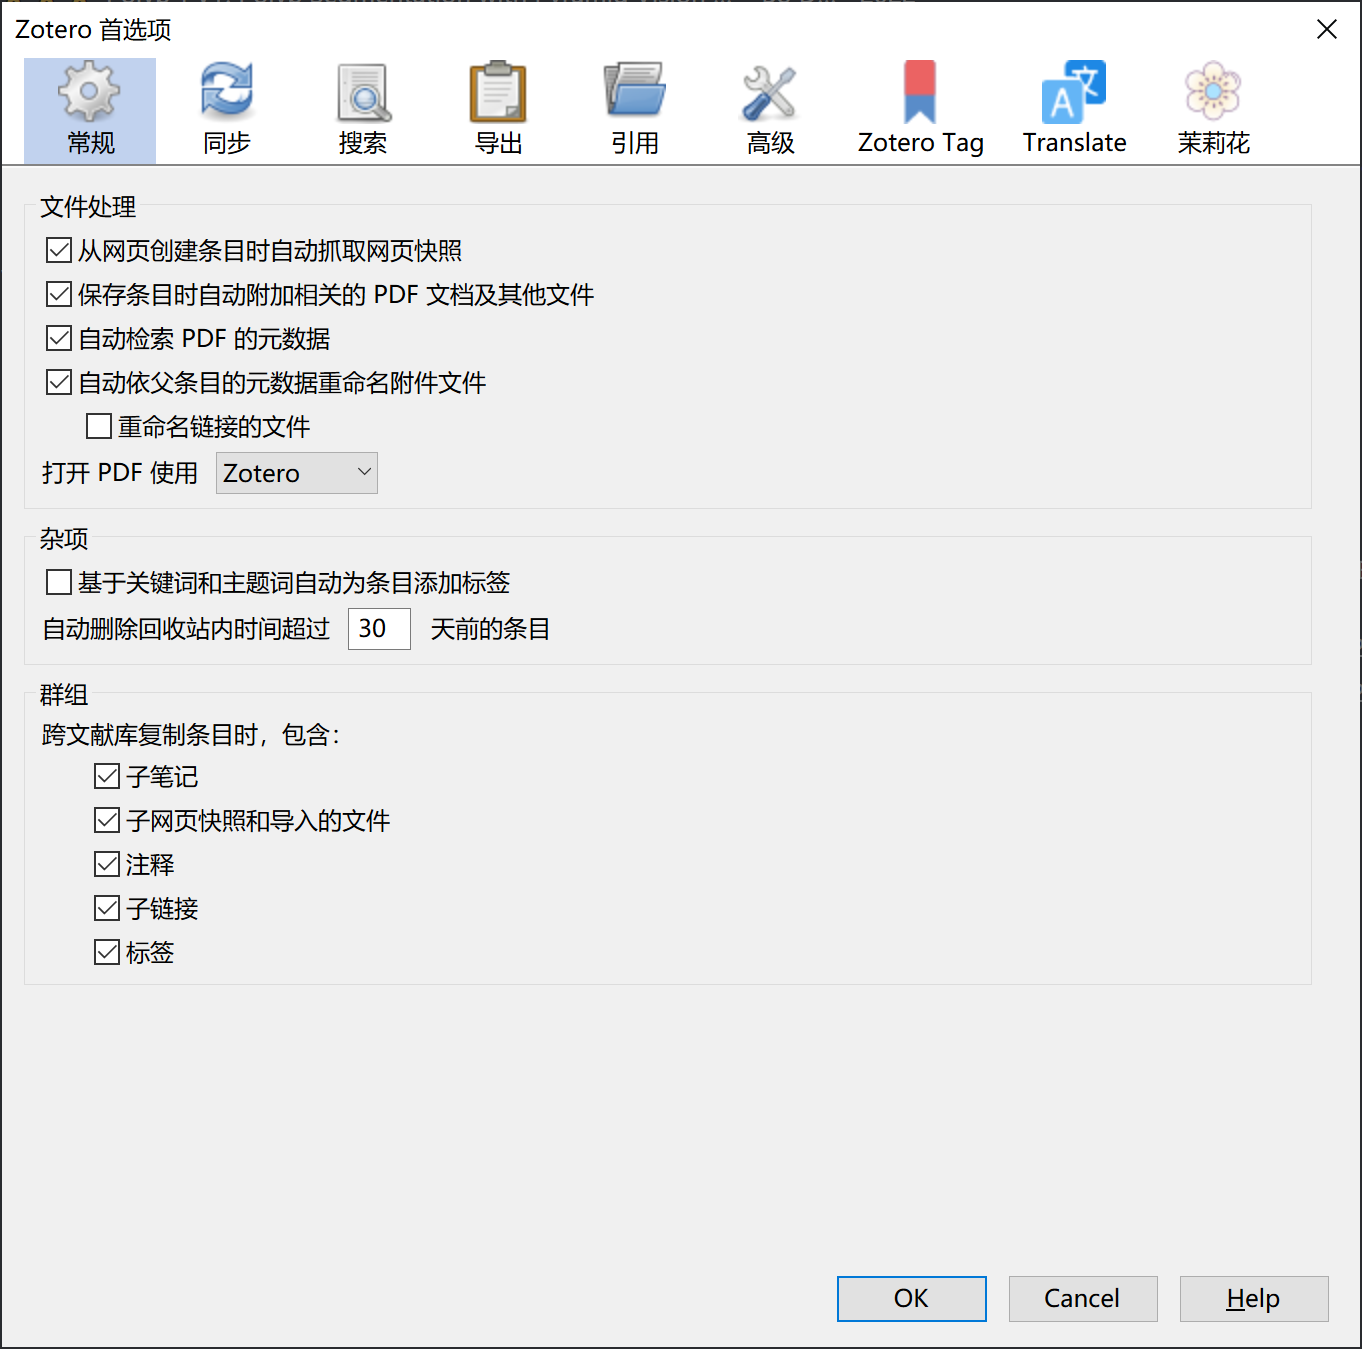 Zotero 首选项
常规 同步 搜索 导出 引用 高级 Zotero Tag Translate 茉莉花
文件处理
从网页创建条目时自动抓取网页快照
保存条目时自动附加相关的 PDF 文档及其他文件
自动检索 PDF 的元数据
自动依父条目的元数据重命名附件文件
重命名链接的文件
打开 PDF 使用 Zotero
杂项
基于关键词和主题词自动为条目添加标签
自动删除回收站内时间超过 30 天前的条目
群组
跨文献库复制条目时，包含：
子笔记
子网页快照和导入的文件
注释
子链接
标签
OK Cancel Help